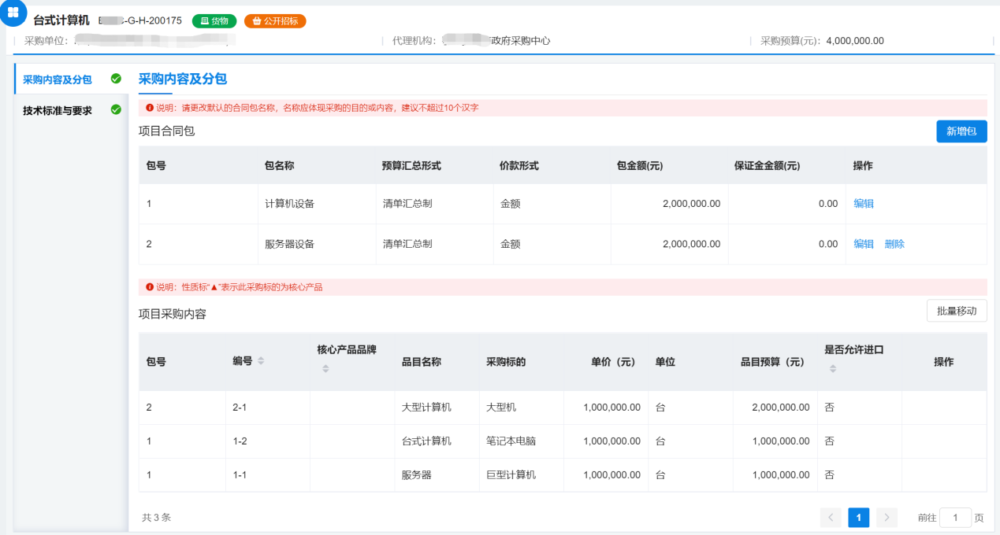 台式计算机 -G-H-200175 货物 公开招标
采购单位： 代理机构： 政府采购中心 采购预算(元)： 4,000,000.00
采购内容及分包
技术标准与要求
采购内容及分包
说明：请更改默认的合同包名称，名称应体现采购的目的或内容，建议不超过10个汉字
项目合同包 新增包
包号 包名称 预算汇总形式 价款形式 包金额(元) 保证金金额(元) 操作
1 计算机设备 清单汇总制 金额 2,000,000.00 0.00 编辑
2 服务器设备 清单汇总制 金额 2,000,000.00 0.00 编辑 删除
说明：性质标“▲”表示此采购标的为核心产品
项目采购内容 批量移动
包号 编号 核心产品品牌 品目名称 采购标的 单价（元） 单位 品目预算（元） 是否允许进口 操作
2 2-1 大型计算机 大型机 1,000,000.00 台 2,000,000.00 否
1 1-2 台式计算机 笔记本电脑 1,000,000.00 台 1,000,000.00 否
1 1-1 服务器 巨型计算机 1,000,000.00 台 1,000,000.00 否
共 3 条 1 前往 1 页